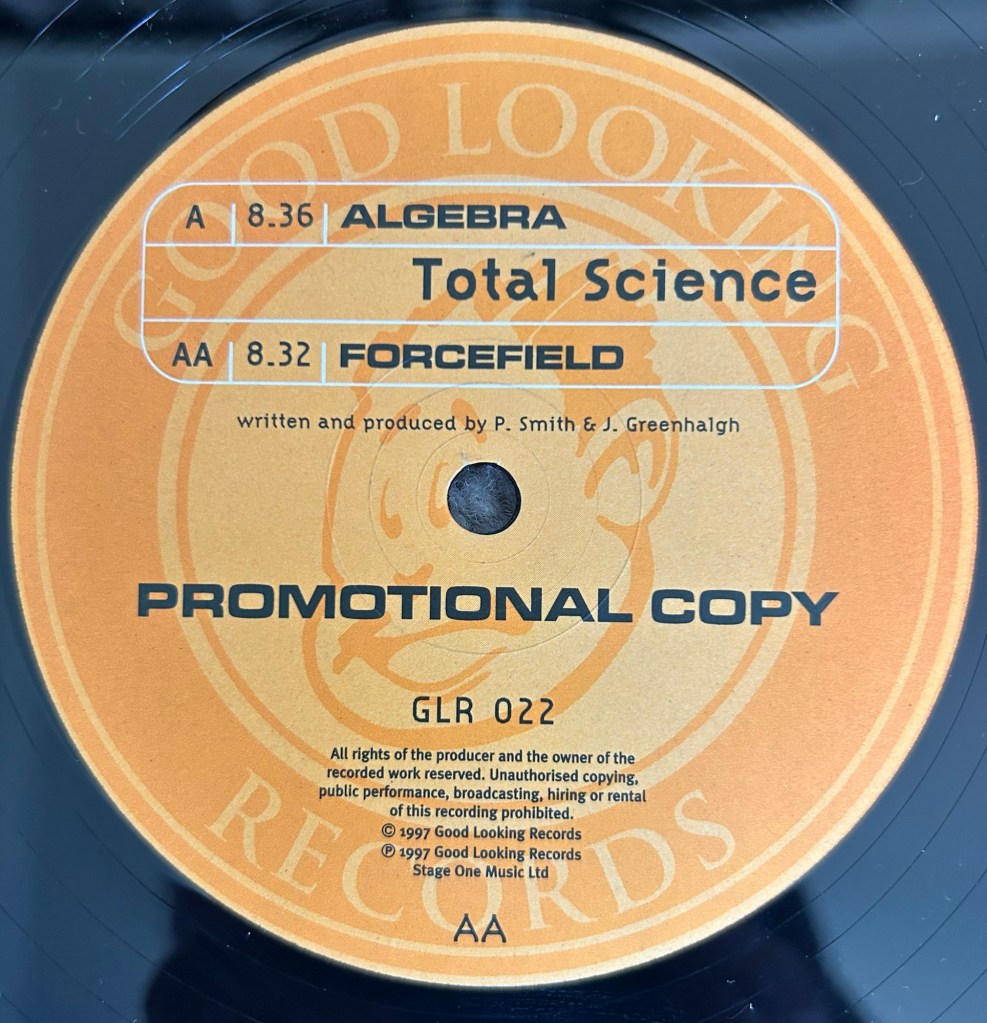 GOOD LOOKING
A 8.36 ALGEBRA
Total Science
AA 8.32 FORCEFIELD
written and produced by P. Smith & J. Greenhalgh
PROMOTIONAL COPY
GLR 022
All rights of the producer and the owner of the
recorded work reserved. Unauthorised copying,
public performance, broadcasting, hiring or rental
of this recording prohibited.
© 1997 Good Looking Records
℗ 1997 Good Looking Records
Stage One Music Ltd
RECORDS
AA